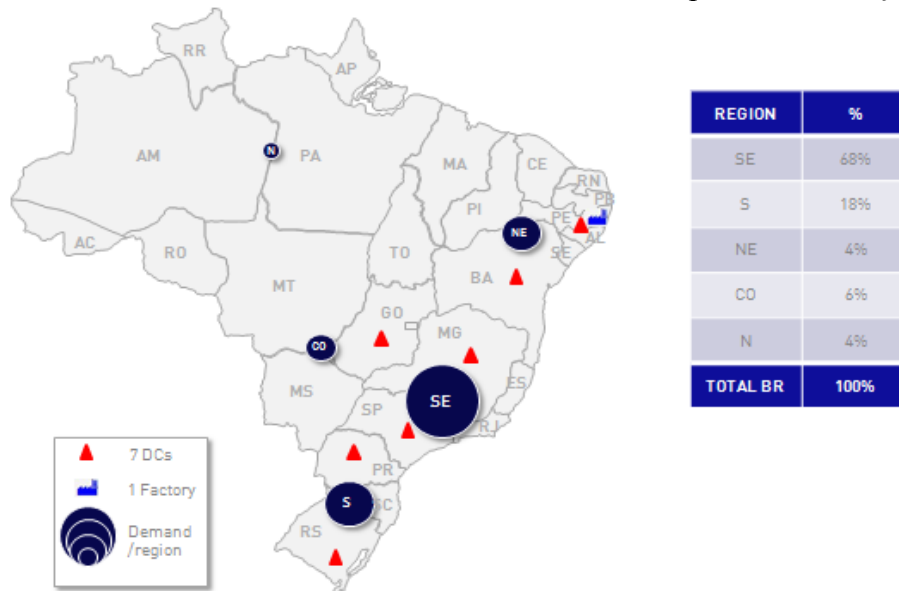 RR
AP
AM
N
PA
MA
CE
RN
PB
PI
PE
AL
AC
RO
TO
NE
SE
BA
MT
GO
CO
MG
MS
ES
SE
SP
RJ
PR
S
SC
RS
7 DCs
1 Factory
Demand
/region
REGION %
SE 68%
S 18%
NE 4%
CO 6%
N 4%
TOTAL BR 100%